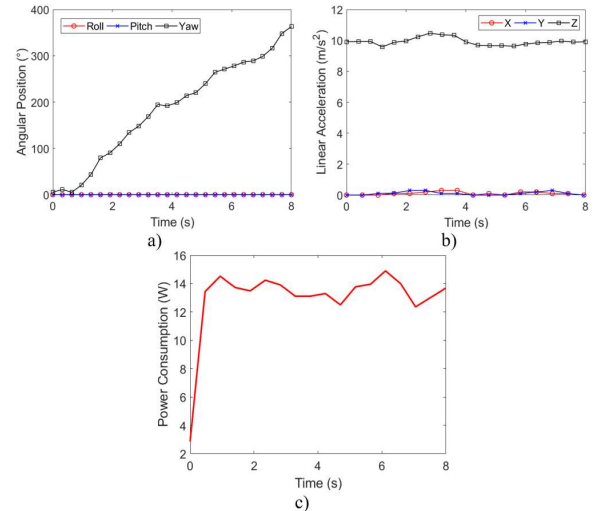 Roll Pitch Yaw
400
300
200
100
0
Angular Position (°)
0 2 4 6 8
Time (s)
a)
X Y Z
12
10
8
6
4
2
0
Linear Acceleration (m/s²)
0 2 4 6 8
Time (s)
b)
16
14
12
10
8
6
4
2
Power Consumption (W)
0 2 4 6 8
Time (s)
c)